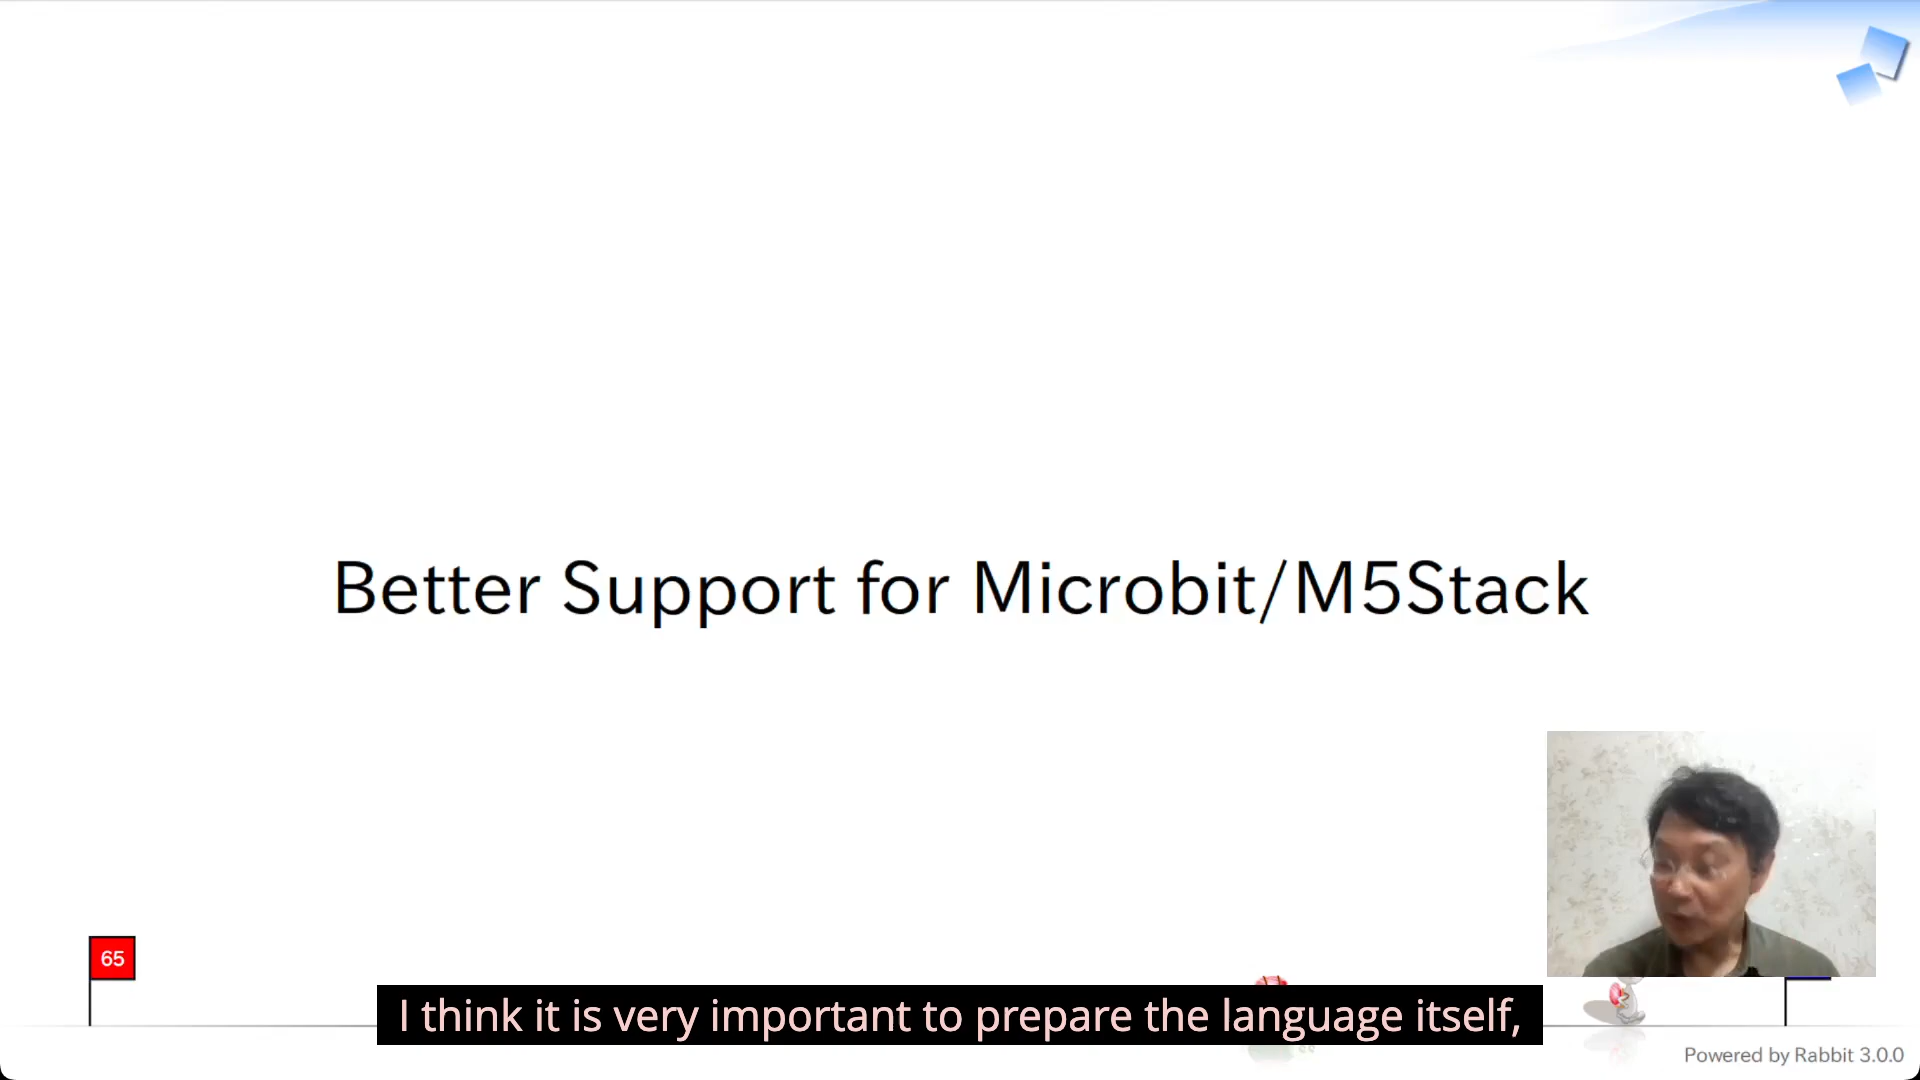 Better Support for Microbit/M5Stack
65
I think it is very important to prepare the language itself,
Powered by Rabbit 3.0.0